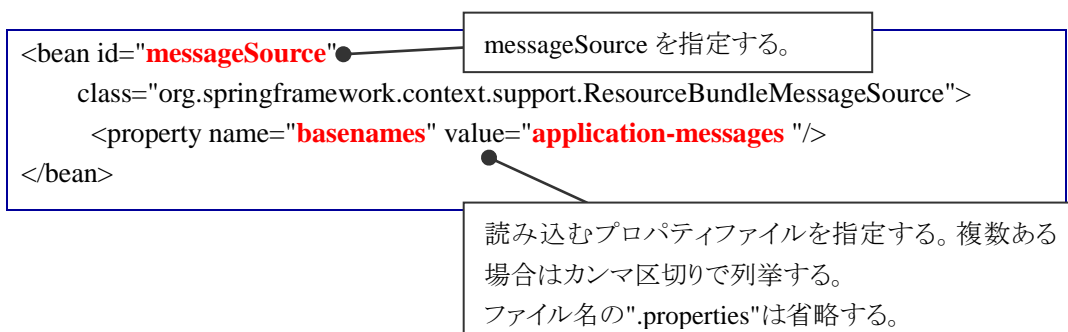 <bean id="messageSource"
messageSource を指定する。
class="org.springframework.context.support.ResourceBundleMessageSource">
<property name="basenames" value="application-messages "/>
</bean>
読み込むプロパティファイルを指定する。複数ある
場合はカンマ区切りで列挙する。
ファイル名の".properties"は省略する。